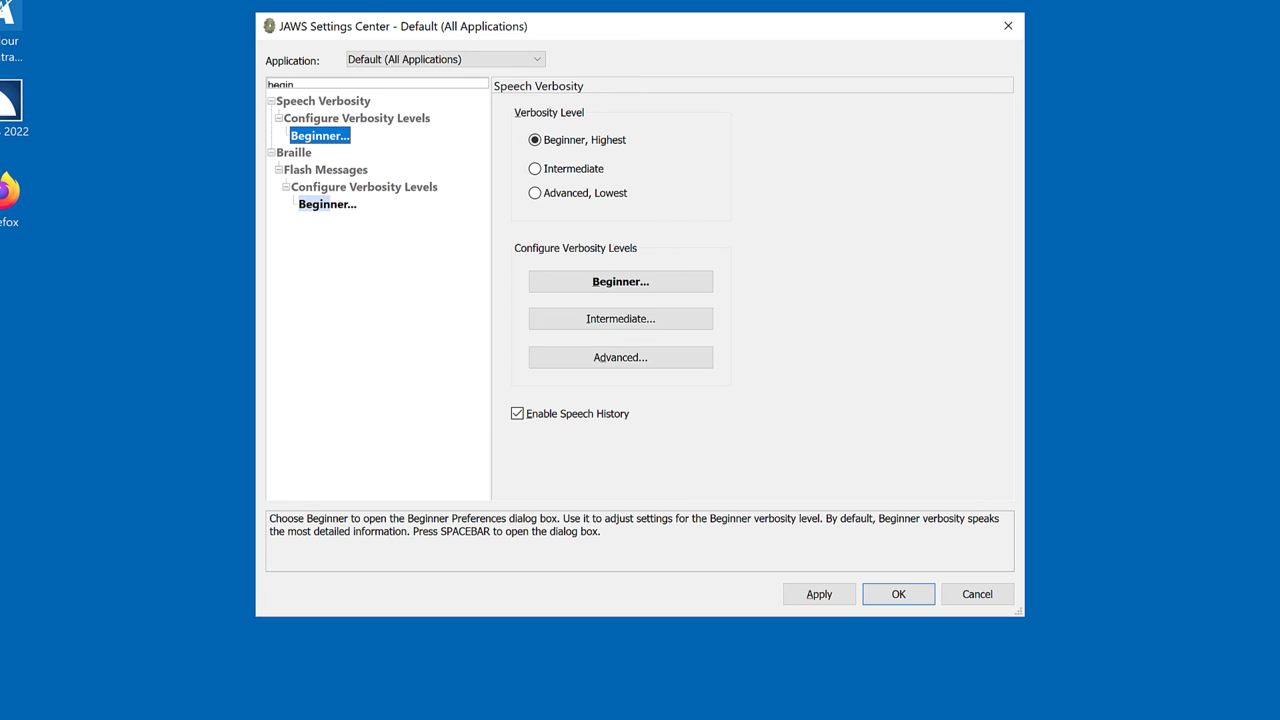 our
tra...
2022
efox
JAWS Settings Center - Default (All Applications)
Application:
Default (All Applications)
begin
Speech Verbosity
Configure Verbosity Levels
Beginner...
Braille
Flash Messages
Configure Verbosity Levels
Beginner...
Speech Verbosity
Verbosity Level
Beginner, Highest
Intermediate
Advanced, Lowest
Configure Verbosity Levels
Beginner...
Intermediate...
Advanced...
Enable Speech History
Choose Beginner to open the Beginner Preferences dialog box. Use it to adjust settings for the Beginner verbosity level. By default, Beginner verbosity speaks
the most detailed information. Press SPACEBAR to open the dialog box.
Apply
OK
Cancel